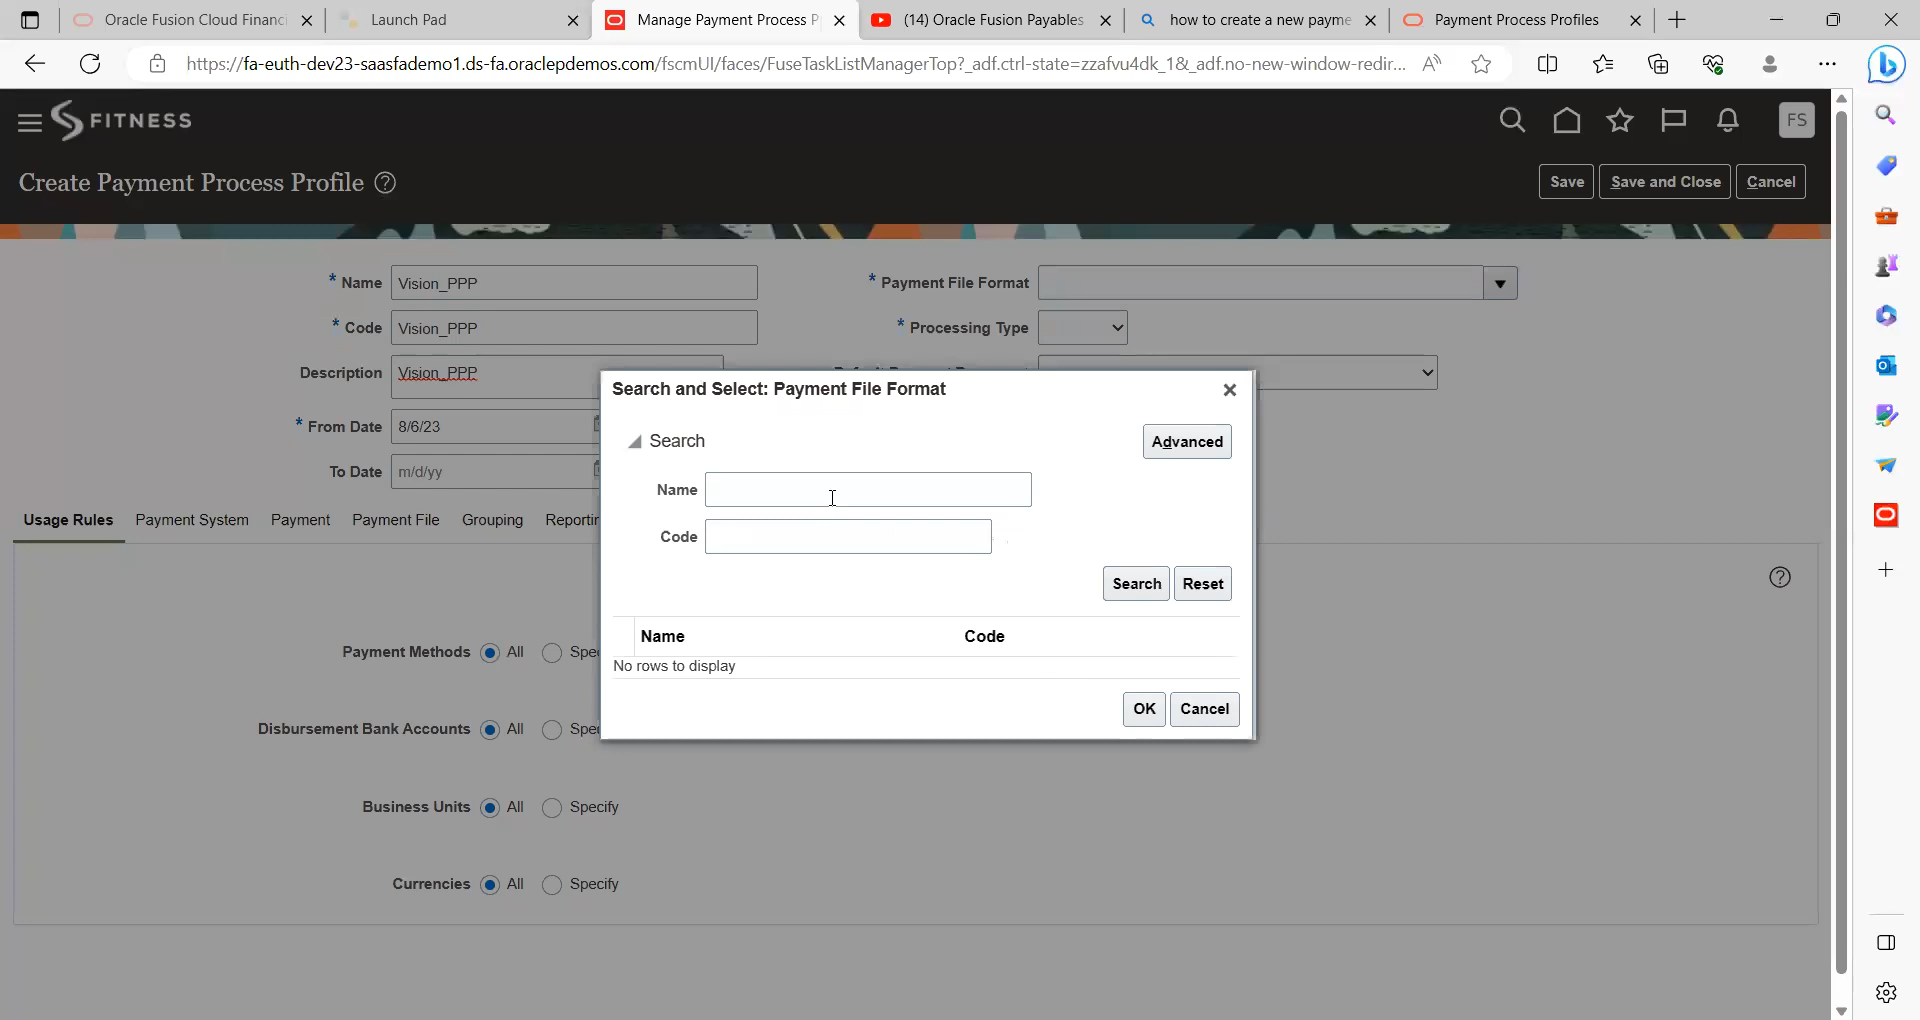 Oracle Fusion Cloud Financi
Launch Pad
Manage Payment Process P
(14) Oracle Fusion Payables
how to create a new payme
Payment Process Profiles
https://fa-euth-dev23-saasfademo1.ds-fa.oraclepdemos.com/fscmUI/faces/FuseTaskListManagerTop?_adf.ctrl-state=zzafvu4dk_1&_adf.no-new-window-redir...
FITNESS
FS
Create Payment Process Profile
Save
Save and Close
Cancel
* Name Vision_PPP
* Payment File Format
* Code Vision_PPP
* Processing Type
Description Vision_PPP
* From Date 8/6/23
To Date m/d/yy
Usage Rules Payment System Payment Payment File Grouping Reportin
Search and Select: Payment File Format
Search
Advanced
Name
Code
Search Reset
Name Code
No rows to display
OK Cancel
Payment Methods All Spe
Disbursement Bank Accounts All Spe
Business Units All Specify
Currencies All Specify